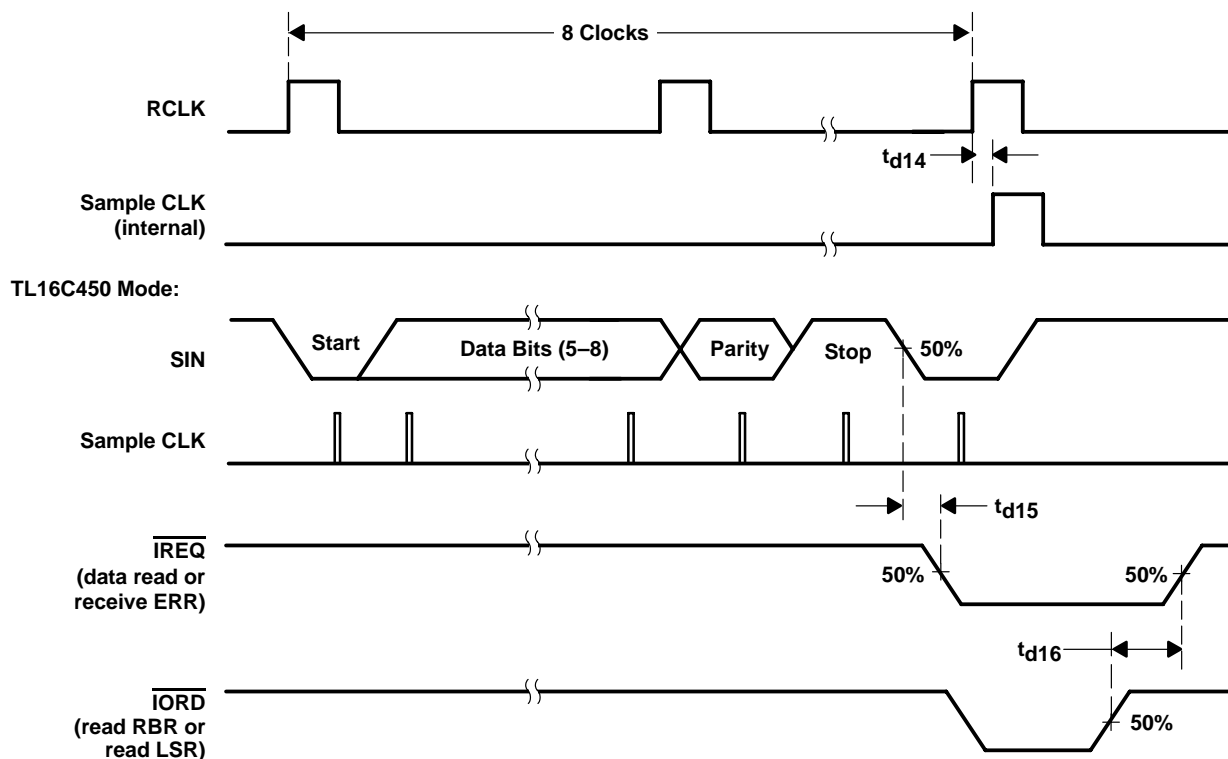 8 Clocks
RCLK
td14
Sample CLK
(internal)
TL16C450 Mode:
SIN
Start
Data Bits (5–8)
Parity
Stop
50%
Sample CLK
td15
IREQ
(data read or
receive ERR)
50%
50%
td16
IORD
(read RBR or
read LSR)
50%